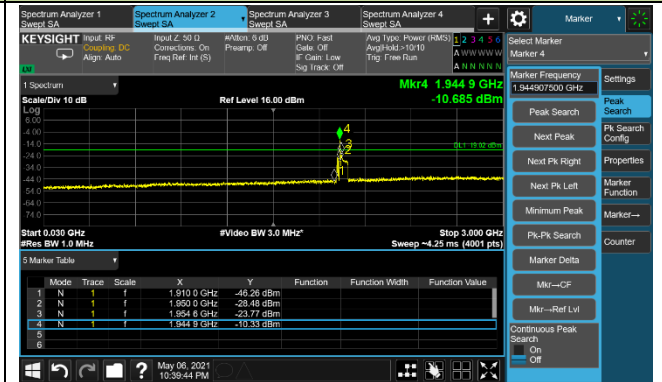 Spectrum Analyzer 1
Swept SA
Spectrum Analyzer 2
Swept SA
Spectrum Analyzer 3
Swept SA
Spectrum Analyzer 4
Swept SA
+
Marker
KEYSIGHT
Input: RF
Coupling: DC
Align: Auto
Input Z: 50 Ω
Corrections: On
Freq Ref: Int (S)
#Atten: 6 dB
Preamp: Off
PNO: Fast
Gate: Off
IF Gain: Low
Sig Track: Off
Avg Type: Power (RMS)
Avg|Hold:>10/10
Trig: Free Run
1 2 3 4 5 6
A W W W W W
A N N N N N
LXI
1 Spectrum
Scale/Div 10 dB
Log
Ref Level 16.00 dBm
Mkr4 1.944 9 GHz
-10.685 dBm
6.00
-4.00
-14.0
-24.0
-34.0
-44.0
-54.0
-64.0
-74.0
4
2
1
Start 0.030 GHz
#Res BW 1.0 MHz
#Video BW 3.0 MHz*
Stop 3.000 GHz
Sweep ~4.25 ms (4001 pts)
5 Marker Table
Mode Trace Scale X Y Function Function Width Function Value
1 N 1 f 1.910 0 GHz -46.26 dBm
2 N 1 f 1.950 0 GHz -28.48 dBm
3 N 1 f 1.954 6 GHz -23.77 dBm
4 N 1 f 1.944 9 GHz -10.33 dBm
5
6
?
May 06, 2021
10:39:44 PM
Select Marker
Marker 4
Marker Frequency
1.944907500 GHz
Peak Search
Next Peak
Next Pk Right
Next Pk Left
Minimum Peak
Pk-Pk Search
Marker Delta
Mkr→CF
Mkr→Ref Lvl
Continuous Peak
Search
On
Off
Settings
Peak
Search
Pk Search
Config
Properties
Marker
Function
Marker→
Counter